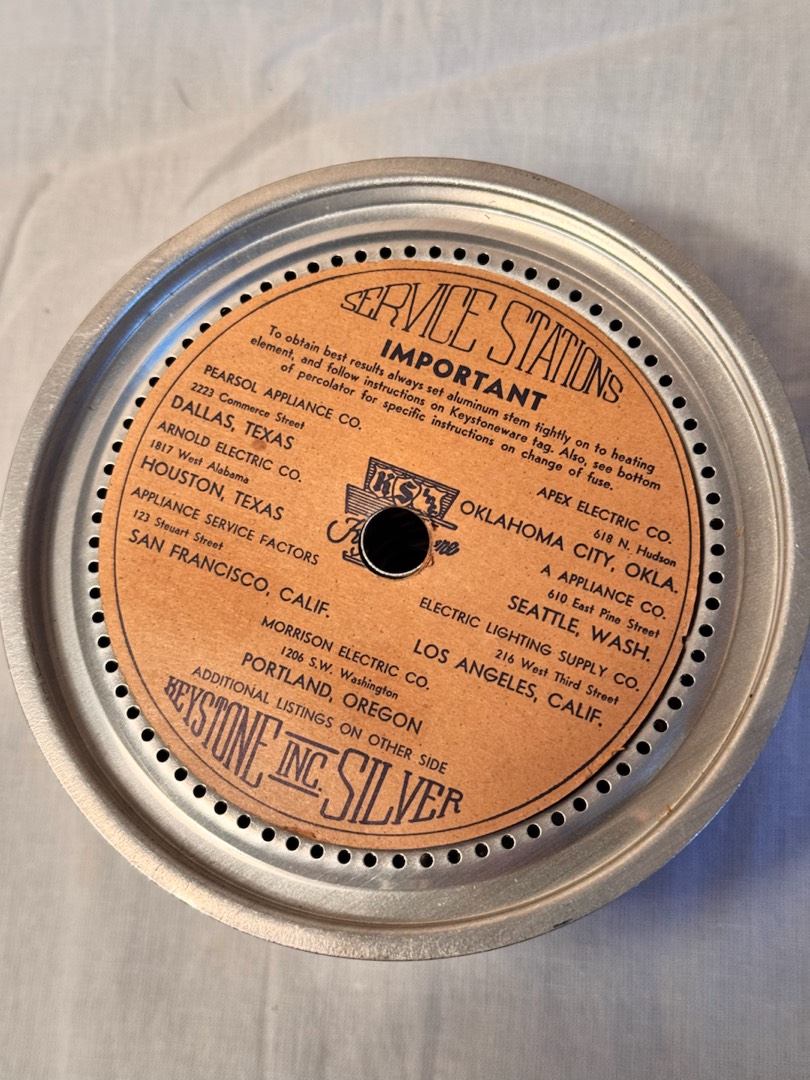 SERVICE STATIONS
IMPORTANT
To obtain best results always set aluminum stem tightly on to heating
element, and follow instructions on Keystoneware tag. Also, see bottom
of percolator for specific instructions on change of fuse.
PEARSOL APPLIANCE CO.
2223 Commerce Street
DALLAS, TEXAS
ARNOLD ELECTRIC CO.
1817 West Alabama
HOUSTON, TEXAS
APPLIANCE SERVICE FACTORS
123 Steuart Street
SAN FRANCISCO, CALIF.
KSW
APEX ELECTRIC CO.
618 N. Hudson
OKLAHOMA CITY, OKLA.
A APPLIANCE CO.
610 East Pine Street
SEATTLE, WASH.
ELECTRIC LIGHTING SUPPLY CO.
216 West Third Street
LOS ANGELES, CALIF.
MORRISON ELECTRIC CO.
1206 S.W. Washington
PORTLAND, OREGON
ADDITIONAL LISTINGS ON OTHER SIDE
KEYSTONE INC. SILVER